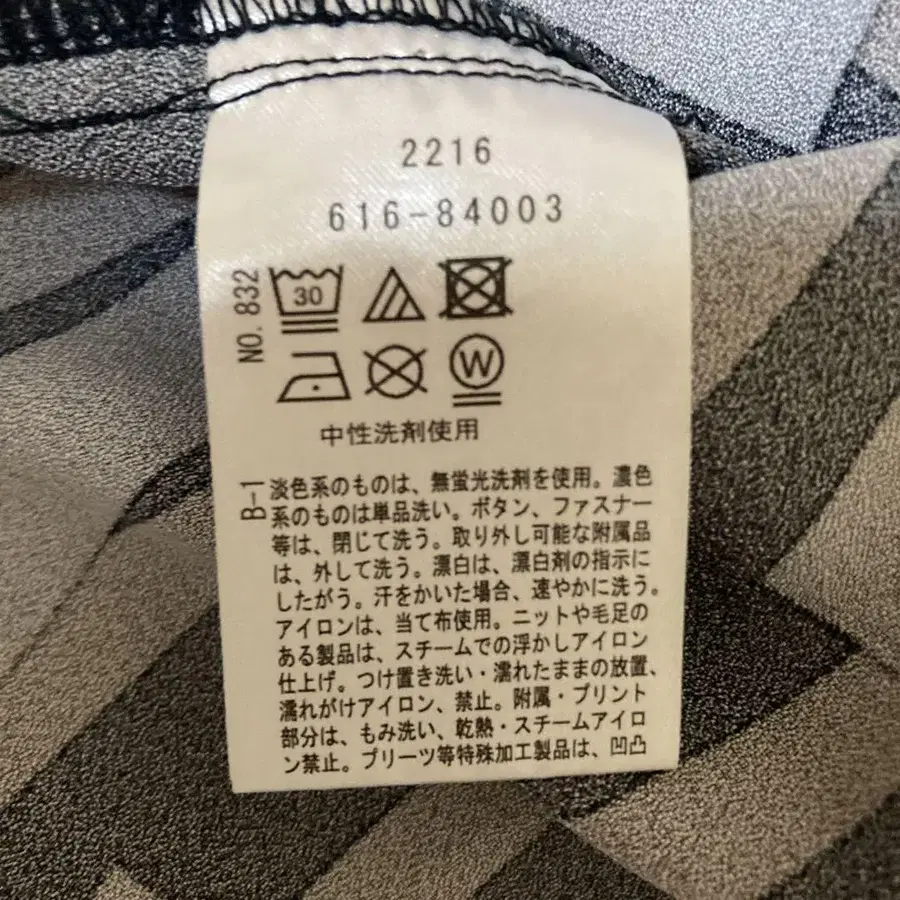 2216
616-84003
NO. 832
30
W
中性洗剤使用
B-1
淡色系のものは、無蛍光洗剤を使用。濃色
系のものは単品洗い。ボタン、ファスナー
等は、閉じて洗う。取り外し可能な附属品
は、外して洗う。漂白は、漂白剤の指示に
したがう。汗をかいた場合、速やかに洗う。
アイロンは、当て布使用。ニットや毛足の
ある製品は、スチームでの浮かしアイロン
仕上げ。つけ置き洗い・濡れたままの放置、
濡れがけアイロン、禁止。附属・プリント
部分は、もみ洗い、乾熱・スチームアイロ
ン禁止。プリーツ等特殊加工製品は、凹凸